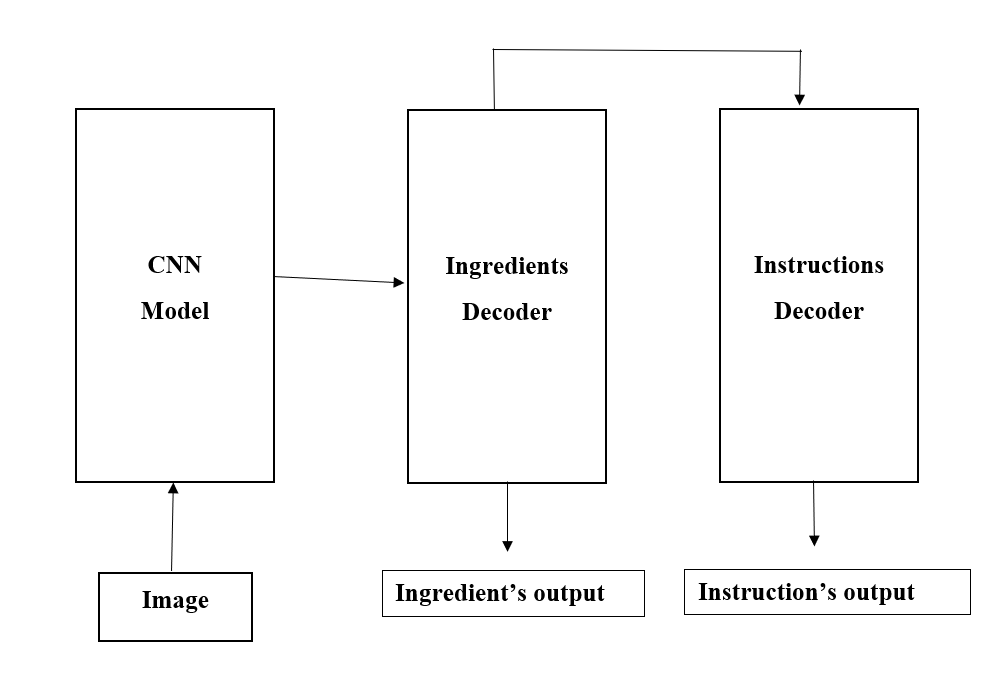 CNN
Model
Ingredients
Decoder
Instructions
Decoder
Image
Ingredient’s output
Instruction’s output